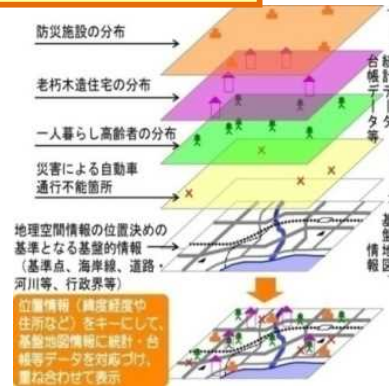 防災施設の分布
老朽木造住宅の分布
一人暮らし高齢者の分布
災害による自動車
通行不能箇所
地理空間情報の位置決めの
基準となる基盤的情報
（基準点、海岸線、道路・
河川等、行政界等）
台帳データ等
位置情報（緯度経度や
住所など）をキーにして、
基盤地図情報に統計・台
帳等データを対応づけ、
重ね合わせて表示